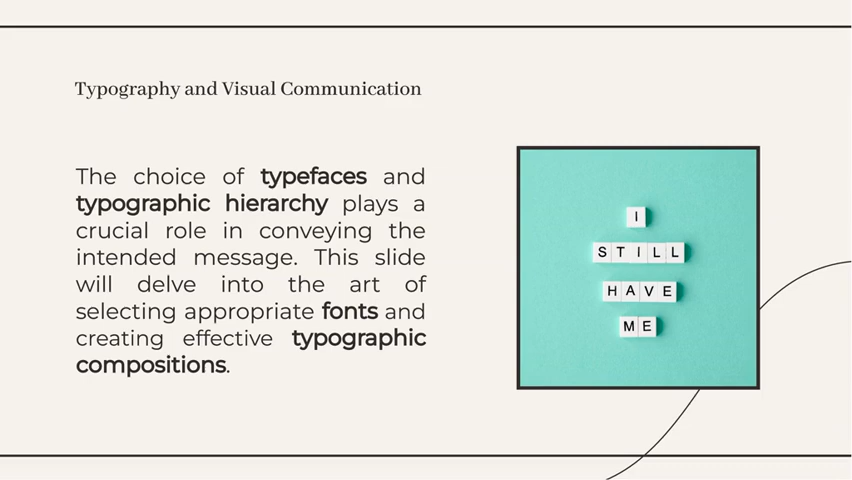 Typography and Visual Communication
The choice of typefaces and
typographic hierarchy plays a
crucial role in conveying the
intended message. This slide
will delve into the art of
selecting appropriate fonts and
creating effective typographic
compositions.
I
STILL
HAVE
ME